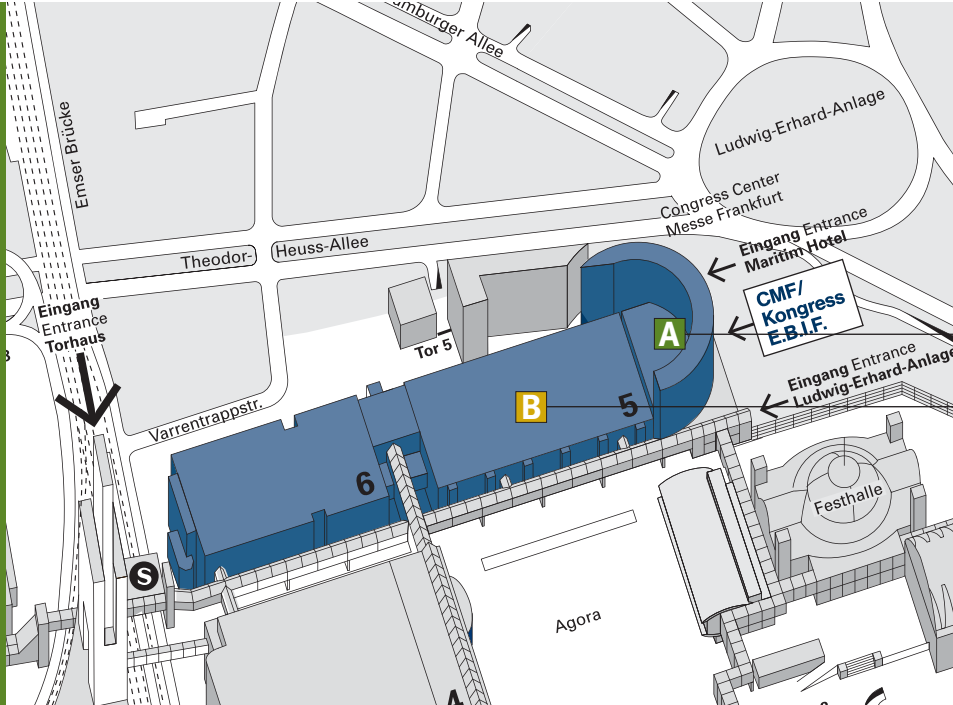 Hamburger Allee
Emser Brücke
Ludwig-Erhard-Anlage
Congress Center
Messe Frankfurt
Theodor-
Heuss-Allee
Eingang Entrance
Maritim Hotel
CMF/
Kongress
E.B.I.F.
Eingang
Entrance
Torhaus
Tor 5
A
Eingang Entrance
Ludwig-Erhard-Anlage
B
5
Varrentrappstr.
6
Festhalle
S
Agora
4